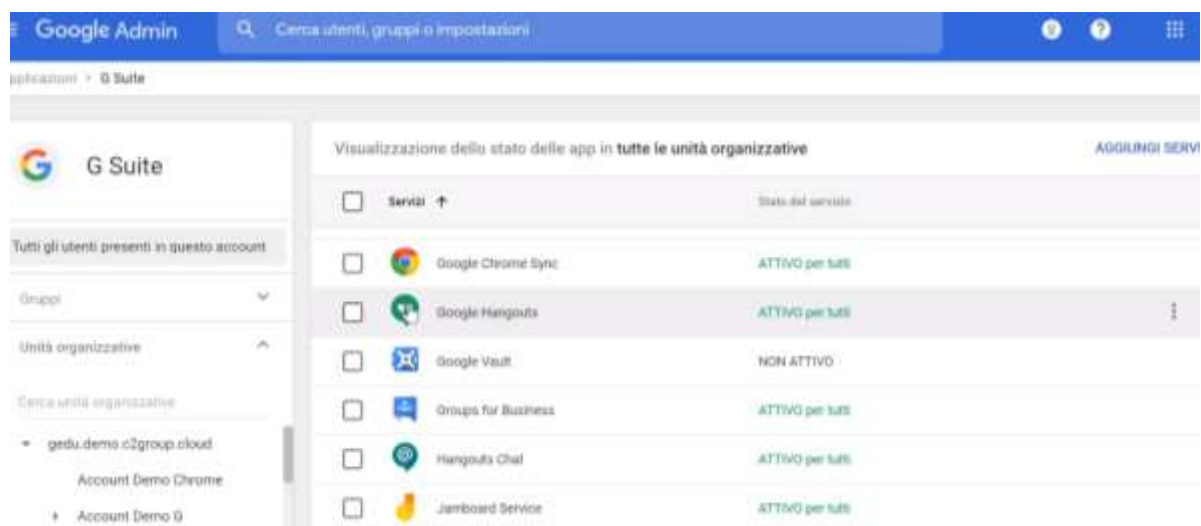 Google Admin
Cerca utenti, gruppi o impostazioni
pplicazioni > G Suite
G Suite
Tutti gli utenti presenti in questo account
Gruppi
Unità organizzative
Cerca unità organizzative
gedu.demo.c2group.cloud
Account Demo Chrome
Account Demo G
Visualizzazione dello stato delle app in tutte le unità organizzative
AGGIUNGI SERVI
Servizi ↑ Stato del servizio
Google Chrome Sync ATTIVO per tutti
Google Hangouts ATTIVO per tutti
Google Vault NON ATTIVO
Groups for Business ATTIVO per tutti
Hangouts Chat ATTIVO per tutti
Jamboard Service ATTIVO per tutti